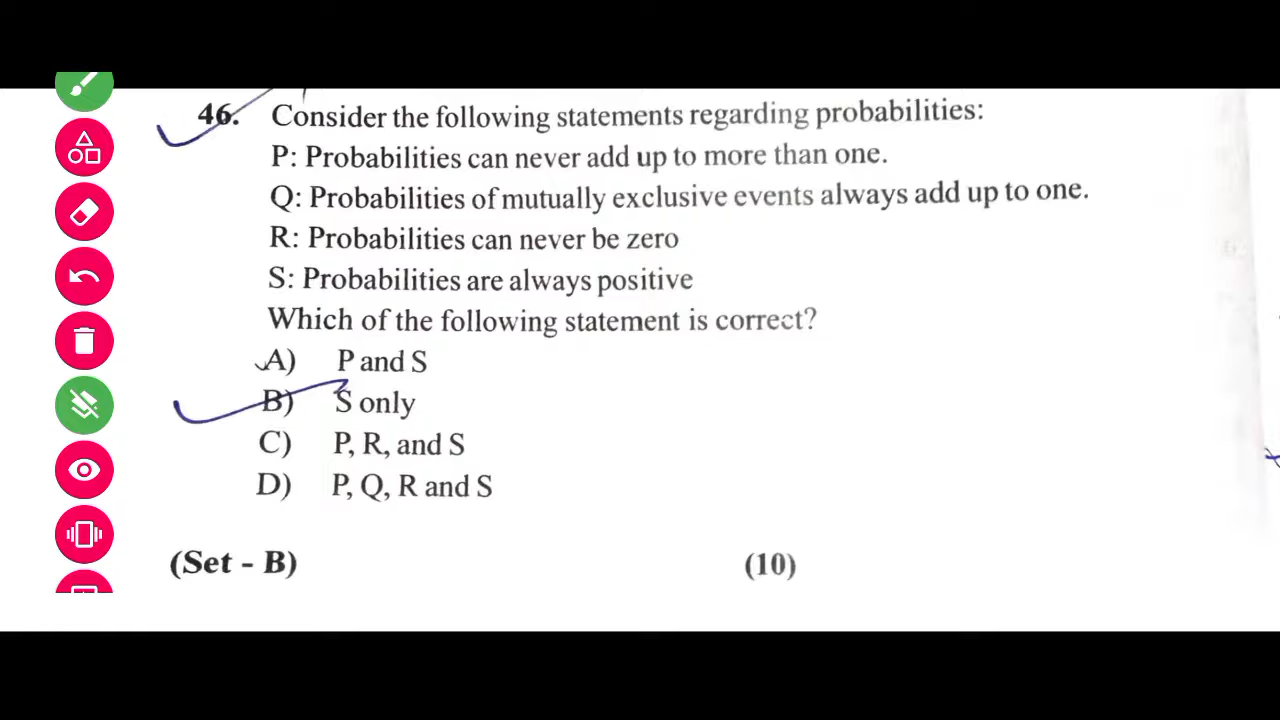 46. Consider the following statements regarding probabilities:
P: Probabilities can never add up to more than one.
Q: Probabilities of mutually exclusive events always add up to one.
R: Probabilities can never be zero
S: Probabilities are always positive
Which of the following statement is correct?
A) P and S
B) S only
C) P, R, and S
D) P, Q, R and S
(Set - B) (10)